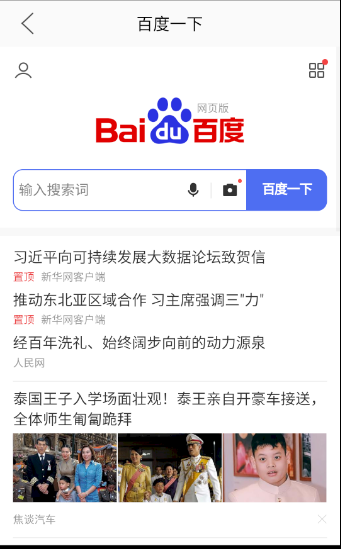 百度一下
网页版
Bai du 百度
输入搜索词
百度一下
习近平向可持续发展大数据论坛致贺信
置顶 新华网客户端
推动东北亚区域合作 习主席强调三"力"
置顶 新华网客户端
经百年洗礼、始终阔步向前的动力源泉
人民网
泰国王子入学场面壮观！泰王亲自开豪车接送，
全体师生匍匐跪拜
焦谈汽车